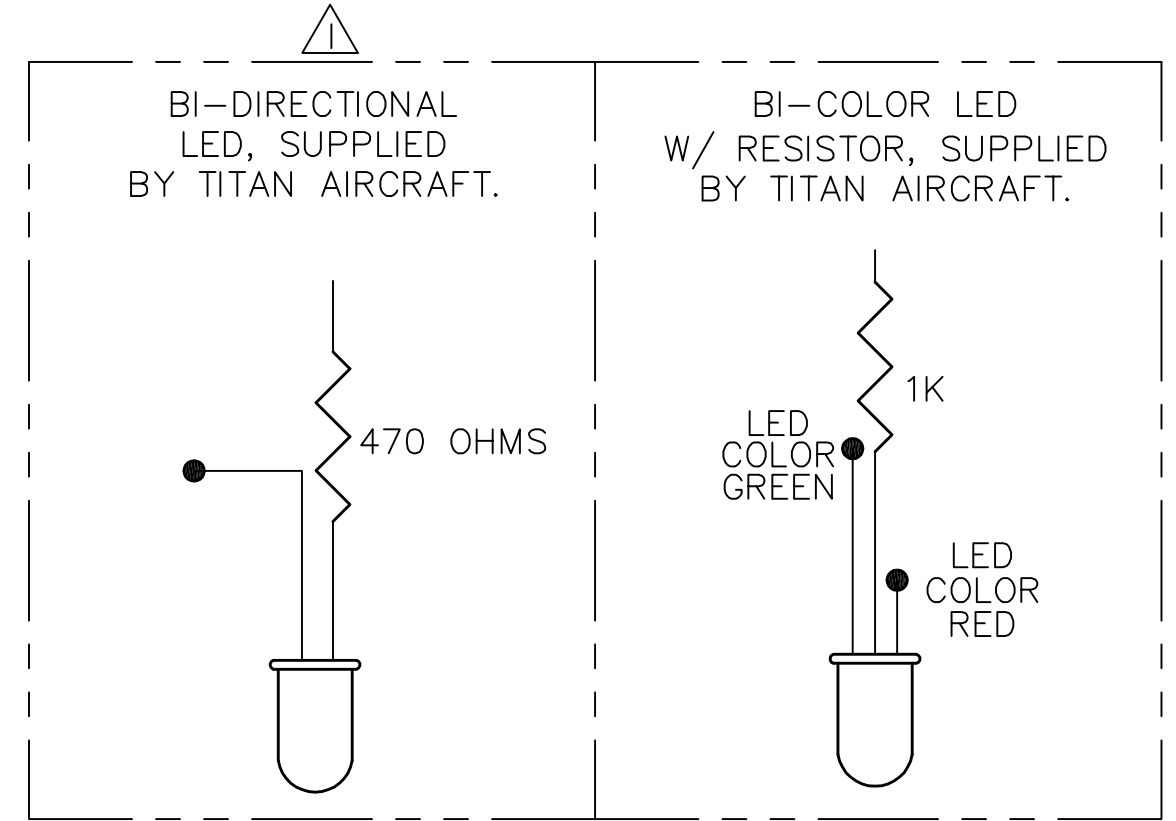 1
BI-DIRECTIONAL
LED, SUPPLIED
BY TITAN AIRCRAFT.
470 OHMS
BI-COLOR LED
W/ RESISTOR, SUPPLIED
BY TITAN AIRCRAFT.
1K
LED
COLOR
GREEN
LED
COLOR
RED